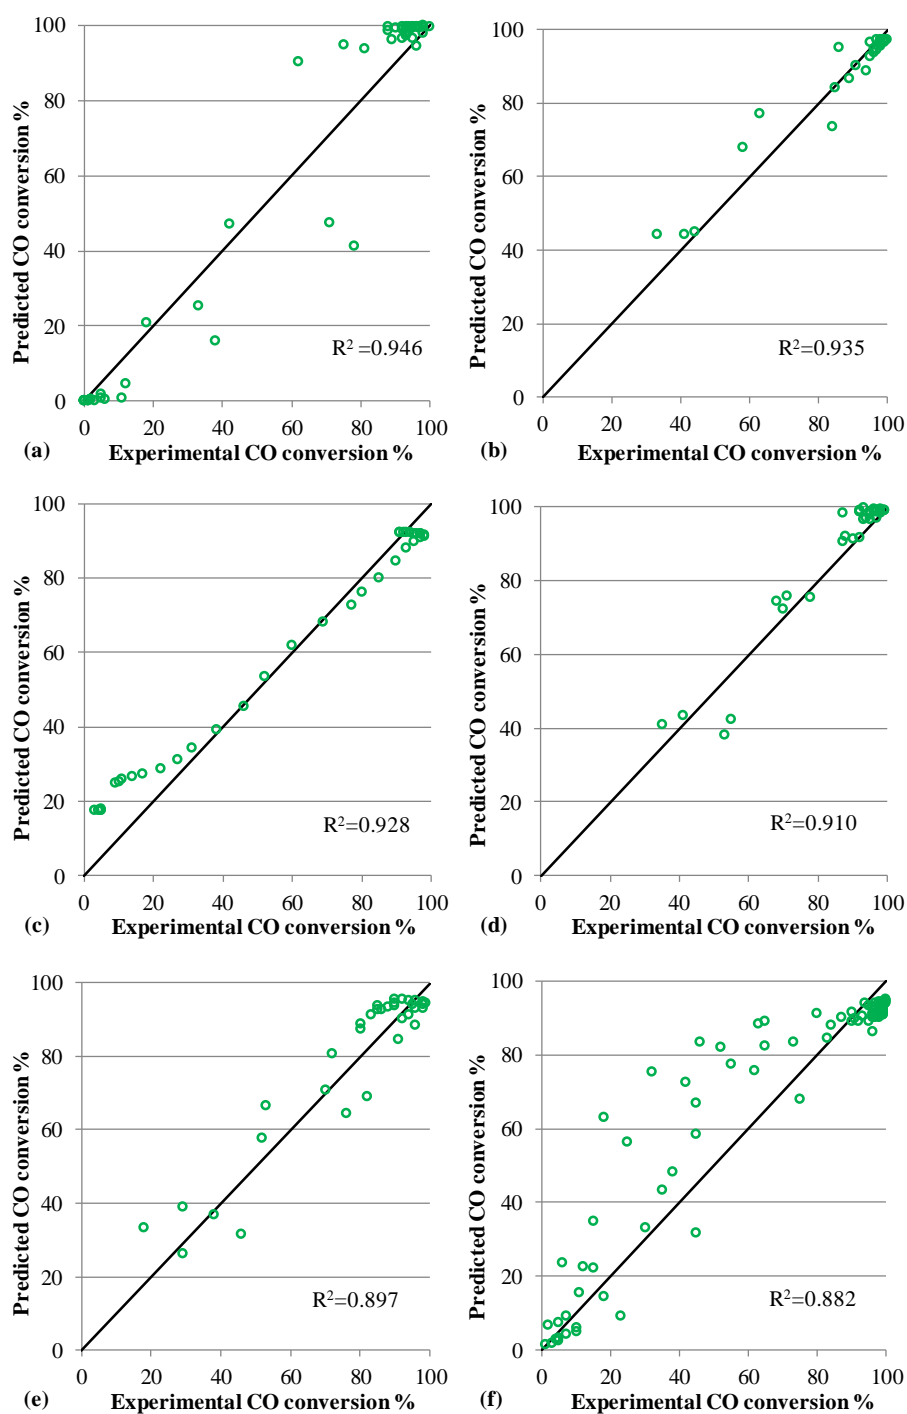 100
80
60
40
20
0
Predicted CO conversion %
R² =0.946
0 20 40 60 80 100
(a) Experimental CO conversion %
100
80
60
40
20
0
Predicted CO conversion %
R²=0.935
0 20 40 60 80 100
(b) Experimental CO conversion %
100
80
60
40
20
0
Predicted CO conversion %
R²=0.928
0 20 40 60 80 100
(c) Experimental CO conversion %
100
80
60
40
20
0
Predicted CO conversion %
R²=0.910
0 20 40 60 80 100
(d) Experimental CO conversion %
100
80
60
40
20
0
Predicted CO conversion %
R²=0.897
0 20 40 60 80 100
(e) Experimental CO conversion %
100
80
60
40
20
0
Predicted CO conversion %
R²=0.882
0 20 40 60 80 100
(f) Experimental CO conversion %